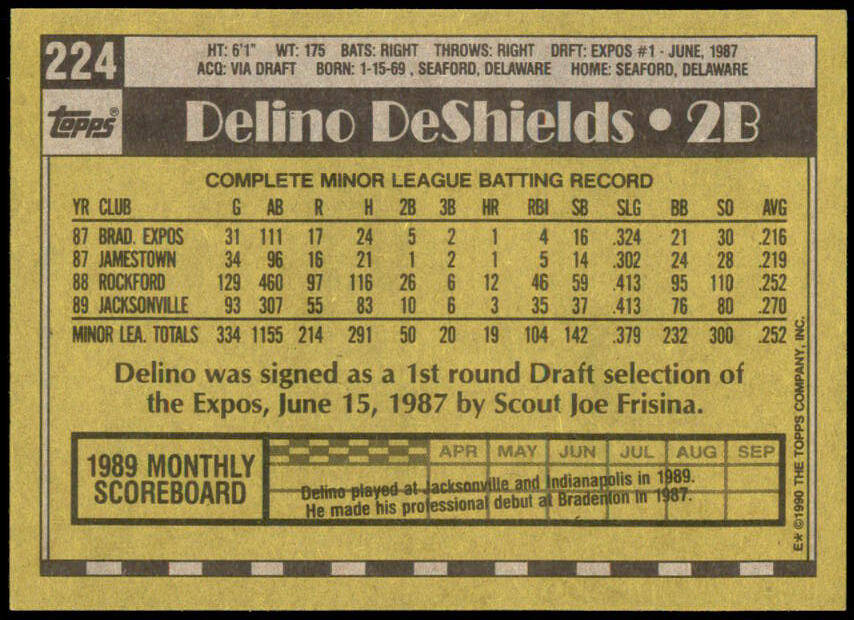 224
HT: 6'1" WT: 175 BATS: RIGHT THROWS: RIGHT DRFT: EXPOS #1 - JUNE, 1987
ACQ: VIA DRAFT BORN: 1-15-69 , SEAFORD, DELAWARE HOME: SEAFORD, DELAWARE
Topps®
Delino DeShields • 2B
COMPLETE MINOR LEAGUE BATTING RECORD
YR CLUB G AB R H 2B 3B HR RBI SB SLG BB SO AVG
87 BRAD. EXPOS 31 111 17 24 5 2 1 4 16 .324 21 30 .216
87 JAMESTOWN 34 96 16 21 1 2 1 5 14 .302 24 28 .219
88 ROCKFORD 129 460 97 116 26 6 12 46 59 .413 95 110 .252
89 JACKSONVILLE 93 307 55 83 10 6 3 35 37 .413 76 80 .270
MINOR LEA. TOTALS 334 1155 214 291 50 20 19 104 142 .379 232 300 .252
Delino was signed as a 1st round Draft selection of
the Expos, June 15, 1987 by Scout Joe Frisina.
1989 MONTHLY
SCOREBOARD
APR MAY JUN JUL AUG SEP
Delino played at Jacksonville and Indianapolis in 1989.
He made his professional debut at Bradenton in 1987.
E* ©1990 THE TOPPS COMPANY, INC.